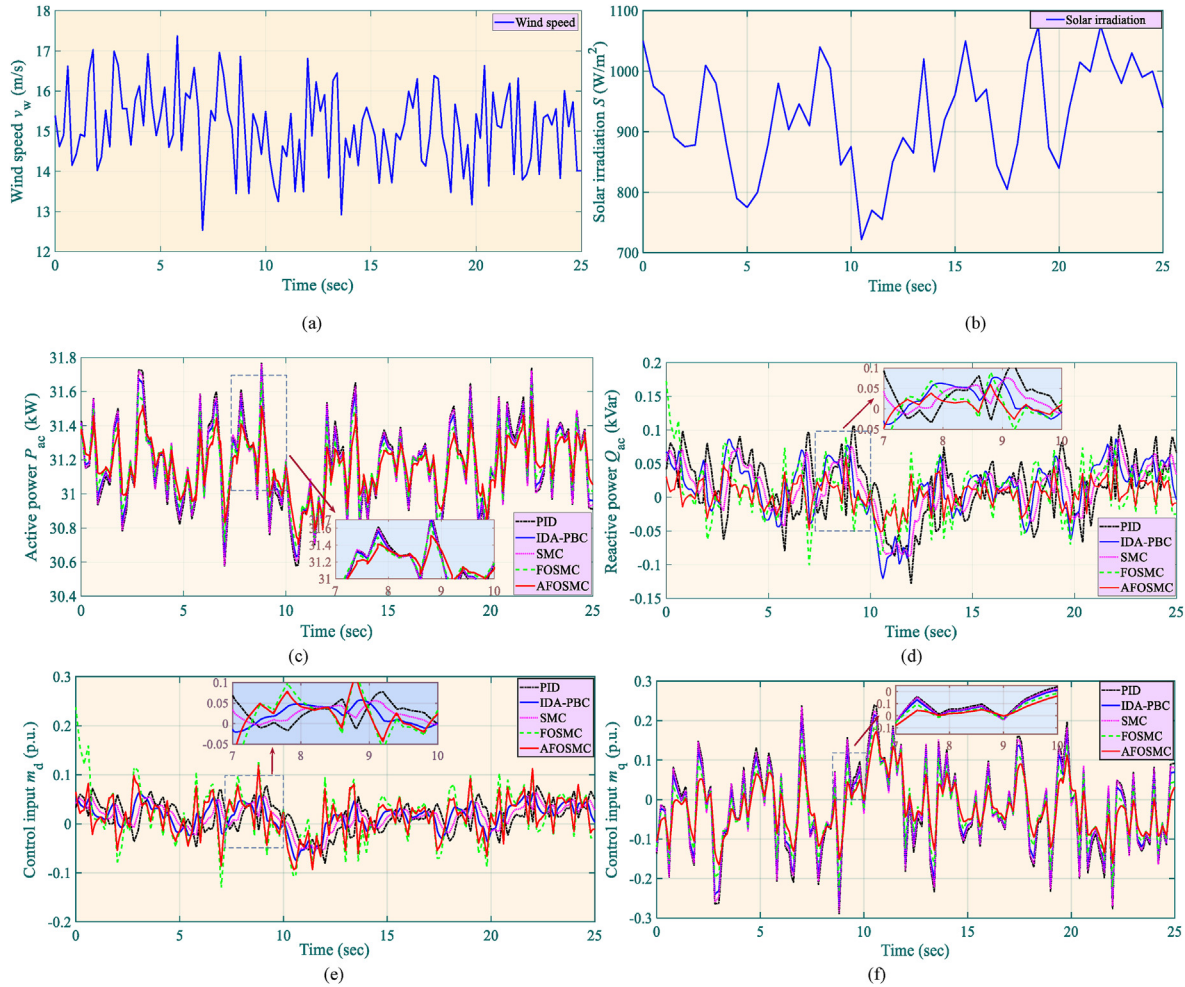 Wind speed
18
17
16
15
14
13
12
Wind speed v_w (m/s)
0 5 10 15 20 25
Time (sec)
(a)
Solar irradiation
1100
1000
900
800
700
Solar irradiation S (W/m²)
0 5 10 15 20 25
Time (sec)
(b)
31.8
31.6
31.4
31.2
31
30.8
30.6
30.4
Active power P_ac (kW)
31.6
31.4
31.2
31
7 8 9 10
PID
IDA-PBC
SMC
FOSMC
AFOSMC
0 5 10 15 20 25
Time (sec)
(c)
0.2
0.15
0.1
0.05
0
-0.05
-0.1
-0.15
Reactive power Q_ac (kVar)
0.1
0.05
0
-0.05
7 8 9 10
PID
IDA-PBC
SMC
FOSMC
AFOSMC
0 5 10 15 20 25
Time (sec)
(d)
0.3
0.2
0.1
0
-0.1
-0.2
Control input m_d (p.u.)
0.1
0.05
0
-0.05
7 8 9 10
PID
IDA-PBC
SMC
FOSMC
AFOSMC
0 5 10 15 20 25
Time (sec)
(e)
0.3
0.2
0.1
0
-0.1
-0.2
-0.3
Control input m_q (p.u.)
8 9 10
PID
IDA-PBC
SMC
FOSMC
AFOSMC
0 5 10 15 20 25
Time (sec)
(f)